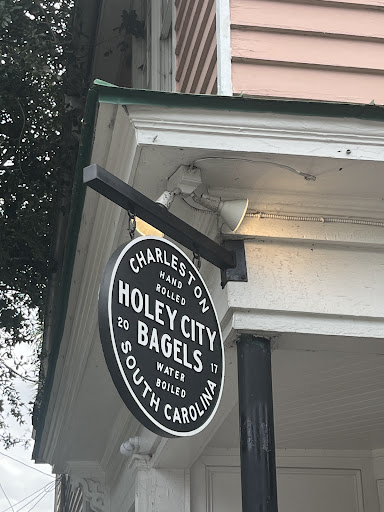 CHARLESTON
HAND
ROLLED
HOLEY CITY
20 BAGELS 17
WATER
BOILED
SOUTH CAROLINA